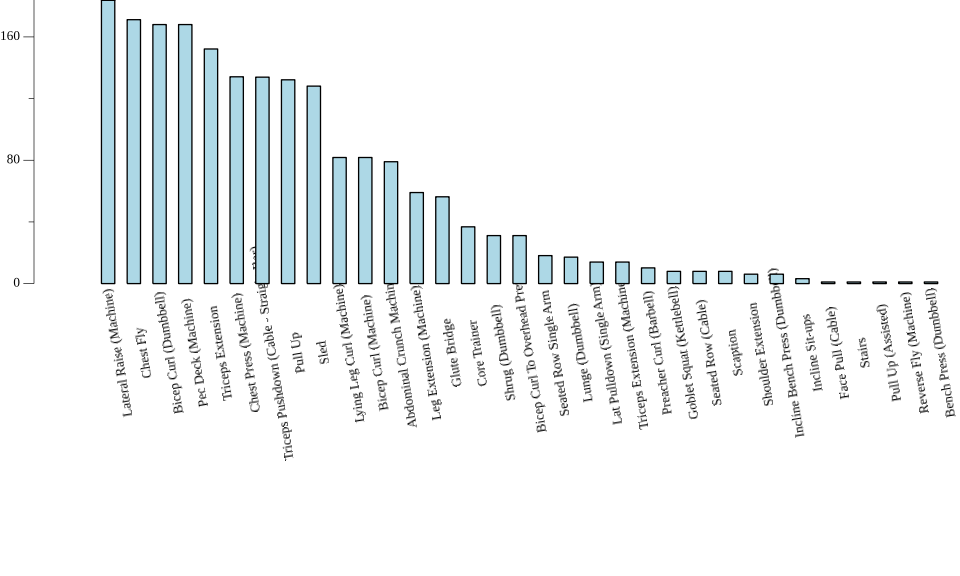 160
80
0
Lateral Raise (Machine)
Chest Fly
Bicep Curl (Dumbbell)
Pec Deck (Machine)
Triceps Extension
Chest Press (Machine)
Triceps Pushdown (Cable - Straig
Pull Up
Sled
Lying Leg Curl (Machine)
Bicep Curl (Machine)
Abdominal Crunch Machin
Leg Extension (Machine)
Glute Bridge
Core Trainer
Shrug (Dumbbell)
Bicep Curl To Overhead Pre
Seated Row Single Arm
Lunge (Dumbbell)
Lat Pulldown (Single Arm)
Triceps Extension (Machine
Preacher Curl (Barbell)
Goblet Squat (Kettlebell)
Seated Row (Cable)
Scaption
Shoulder Extension
Incline Bench Press (Dumbbell)
Incline Sit-ups
Face Pull (Cable)
Stairs
Pull Up (Assisted)
Reverse Fly (Machine)
Bench Press (Dumbbell)